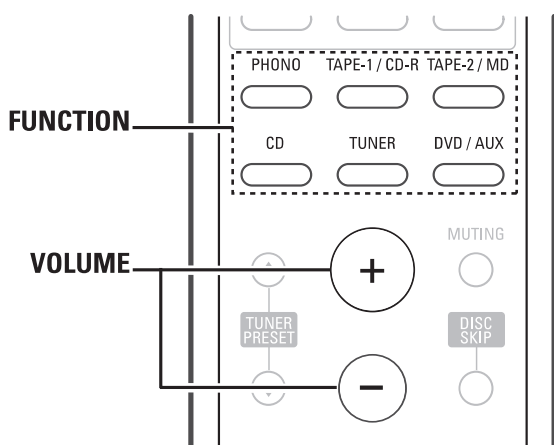 PHONO TAPE-1 / CD-R TAPE-2 / MD
FUNCTION
CD TUNER DVD / AUX
MUTING
VOLUME
+
TUNER
PRESET
DISC
SKIP
−